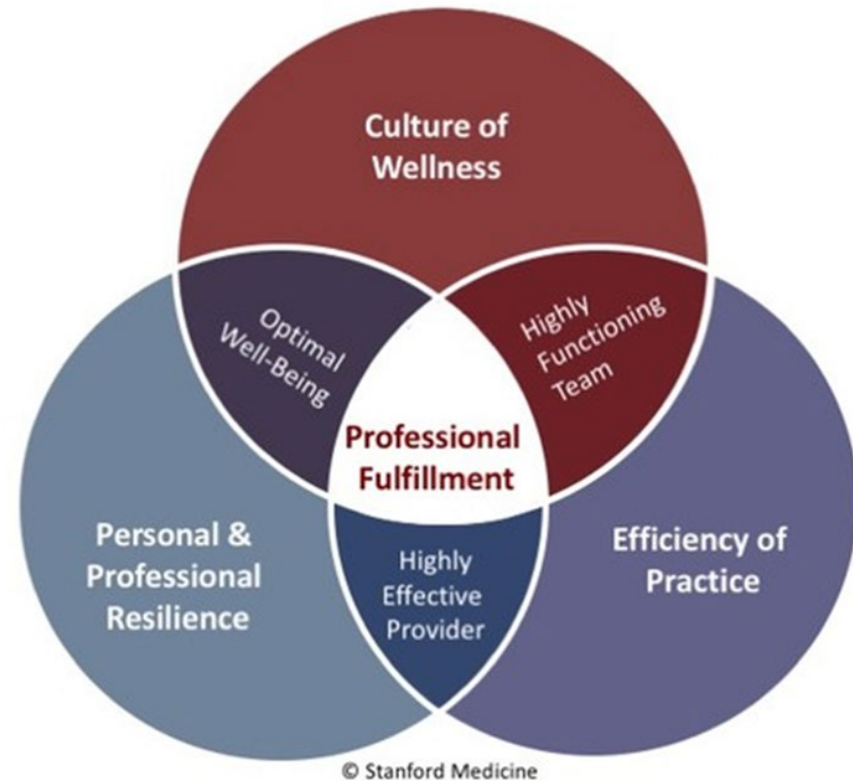 Culture of
Wellness
Optimal
Well-Being
Highly
Functioning
Team
Professional
Fulfillment
Personal &
Professional
Resilience
Highly
Effective
Provider
Efficiency of
Practice
© Stanford Medicine